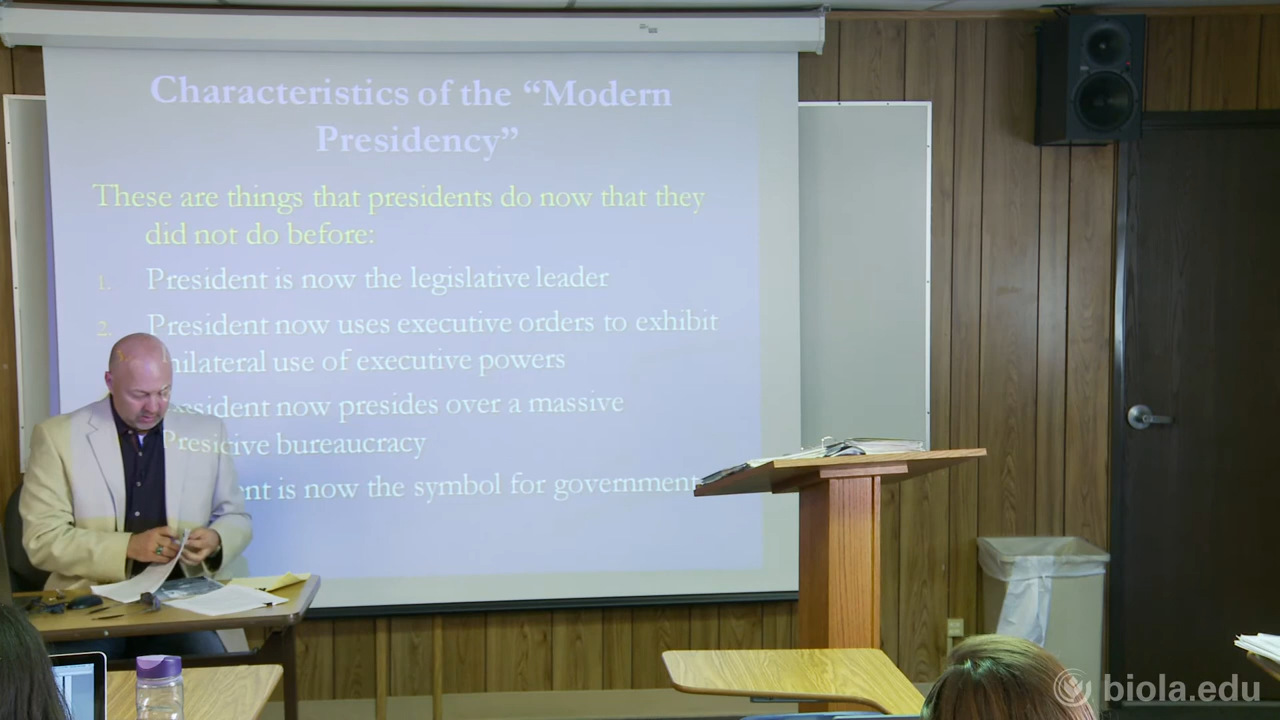 Characteristics of the “Modern
Presidency”
These are things that presidents do now that they
did not do before:
1. President is now the legislative leader
2. President now uses executive orders to exhibit
unilateral use of executive powers
now presides over a massive
bureaucracy
is now the symbol for government
biola.edu